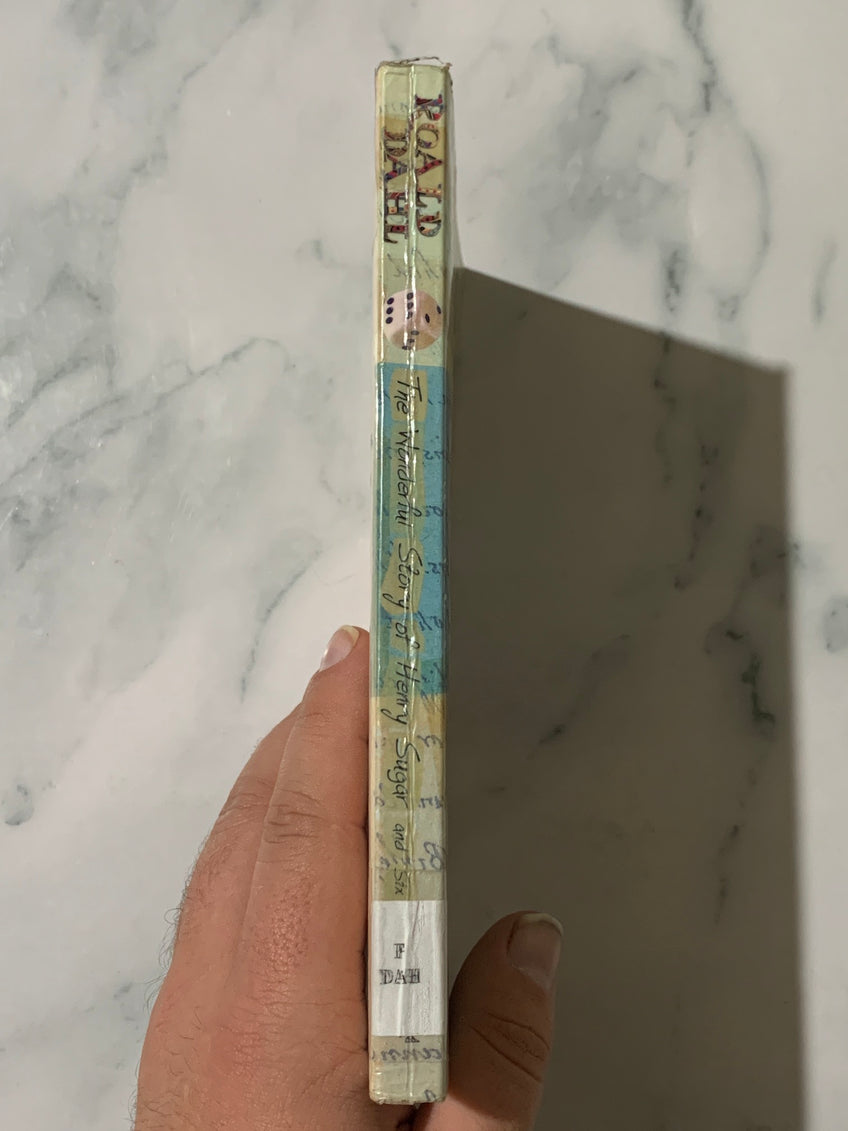 ROALD
DAHL
The Wonderful Story of Henry Sugar and Six
F
DAH